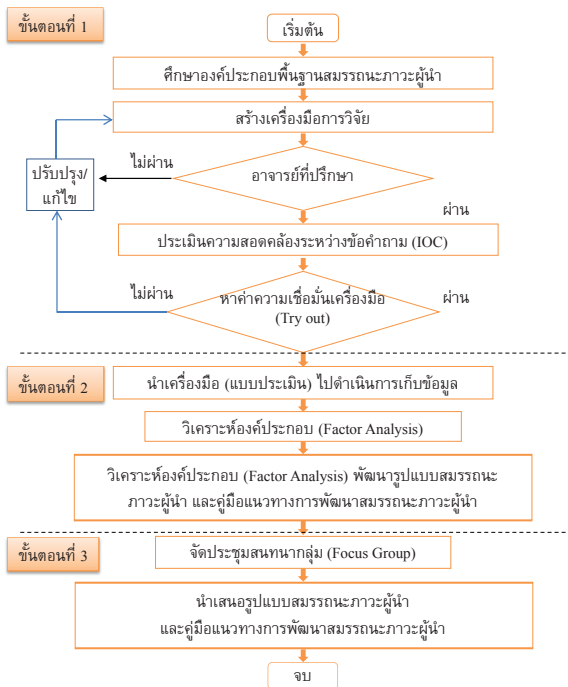 ขั้นตอนที่ 1
เริ่มต้น
ศึกษาองค์ประกอบพื้นฐานสมรรถนะภาวะผู้นำ
สร้างเครื่องมือการวิจัย
ไม่ผ่าน
อาจารย์ที่ปรึกษา
ปรับปรุง/
แก้ไข
ผ่าน
ประเมินความสอดคล้องระหว่างข้อคำถาม (IOC)
ไม่ผ่าน
หาค่าความเชื่อมั่นเครื่องมือ
(Try out)
ผ่าน
ขั้นตอนที่ 2
นำเครื่องมือ (แบบประเมิน) ไปดำเนินการเก็บข้อมูล
วิเคราะห์องค์ประกอบ (Factor Analysis)
วิเคราะห์องค์ประกอบ (Factor Analysis) พัฒนารูปแบบสมรรถนะ
ภาวะผู้นำ และคู่มือแนวทางการพัฒนาสมรรถนะภาวะผู้นำ
ขั้นตอนที่ 3
จัดประชุมสนทนากลุ่ม (Focus Group)
นำเสนอรูปแบบสมรรถนะภาวะผู้นำ
และคู่มือแนวทางการพัฒนาสมรรถนะภาวะผู้นำ
จบ